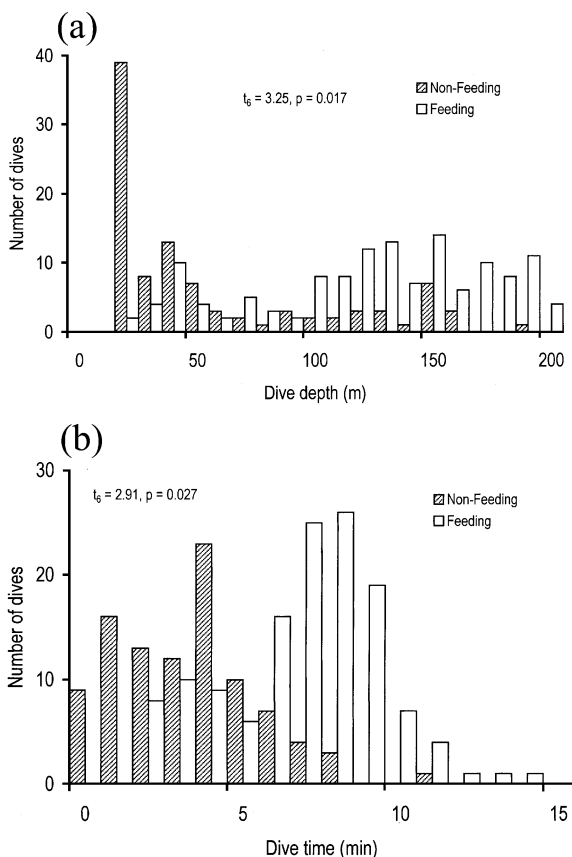 (a)
40
30
20
10
0
Number of dives
t6 = 3.25, p = 0.017
Non-Feeding
Feeding
0 50 100 150 200
Dive depth (m)
(b)
30
20
10
0
Number of dives
t6 = 2.91, p = 0.027
Non-Feeding
Feeding
0 5 10 15
Dive time (min)